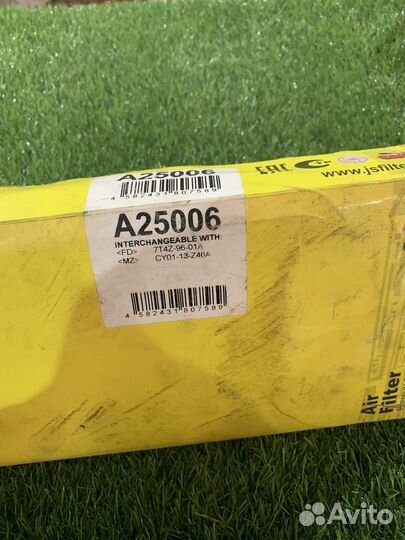 A25006
4 582431 807589
EAC
www.jsfilter
A25006
INTERCHANGEABLE WITH:
<FD> 7T4Z-96-01A
<MZ> CY01-13-Z40A
4 582431 807589
Air
Filter
Avito